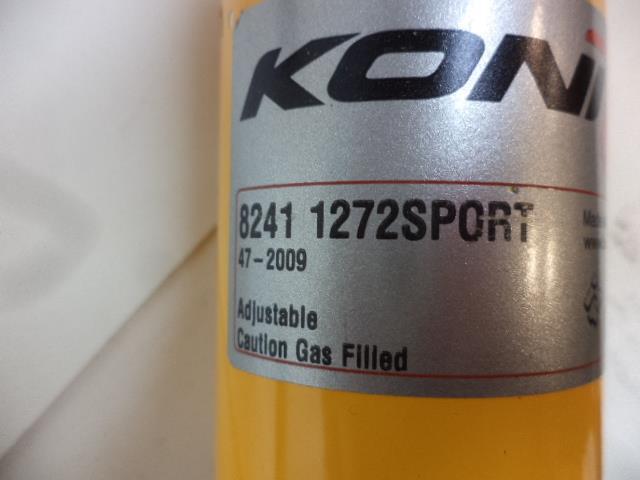 KONI
8241 1272SPORT
47-2009
Adjustable
Caution Gas Filled